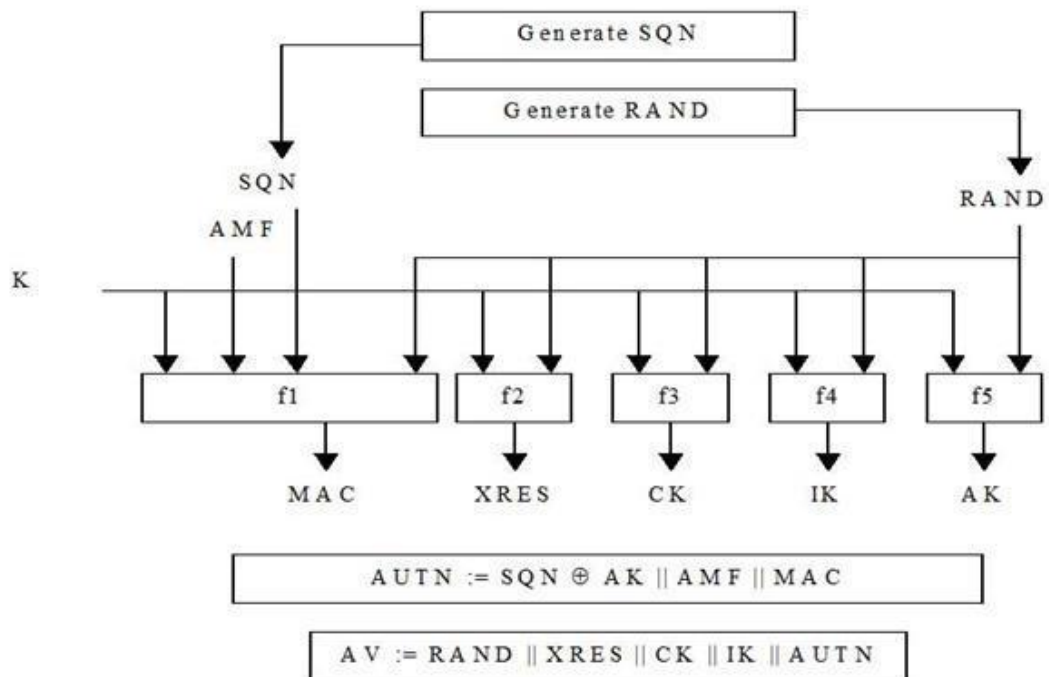 Generate SQN
Generate RAND
SQN
RAND
AMF
K
f1 f2 f3 f4 f5
MAC XRES CK IK AK
AUTN := SQN ⊕ AK || AMF || MAC
AV := RAND || XRES || CK || IK || AUTN